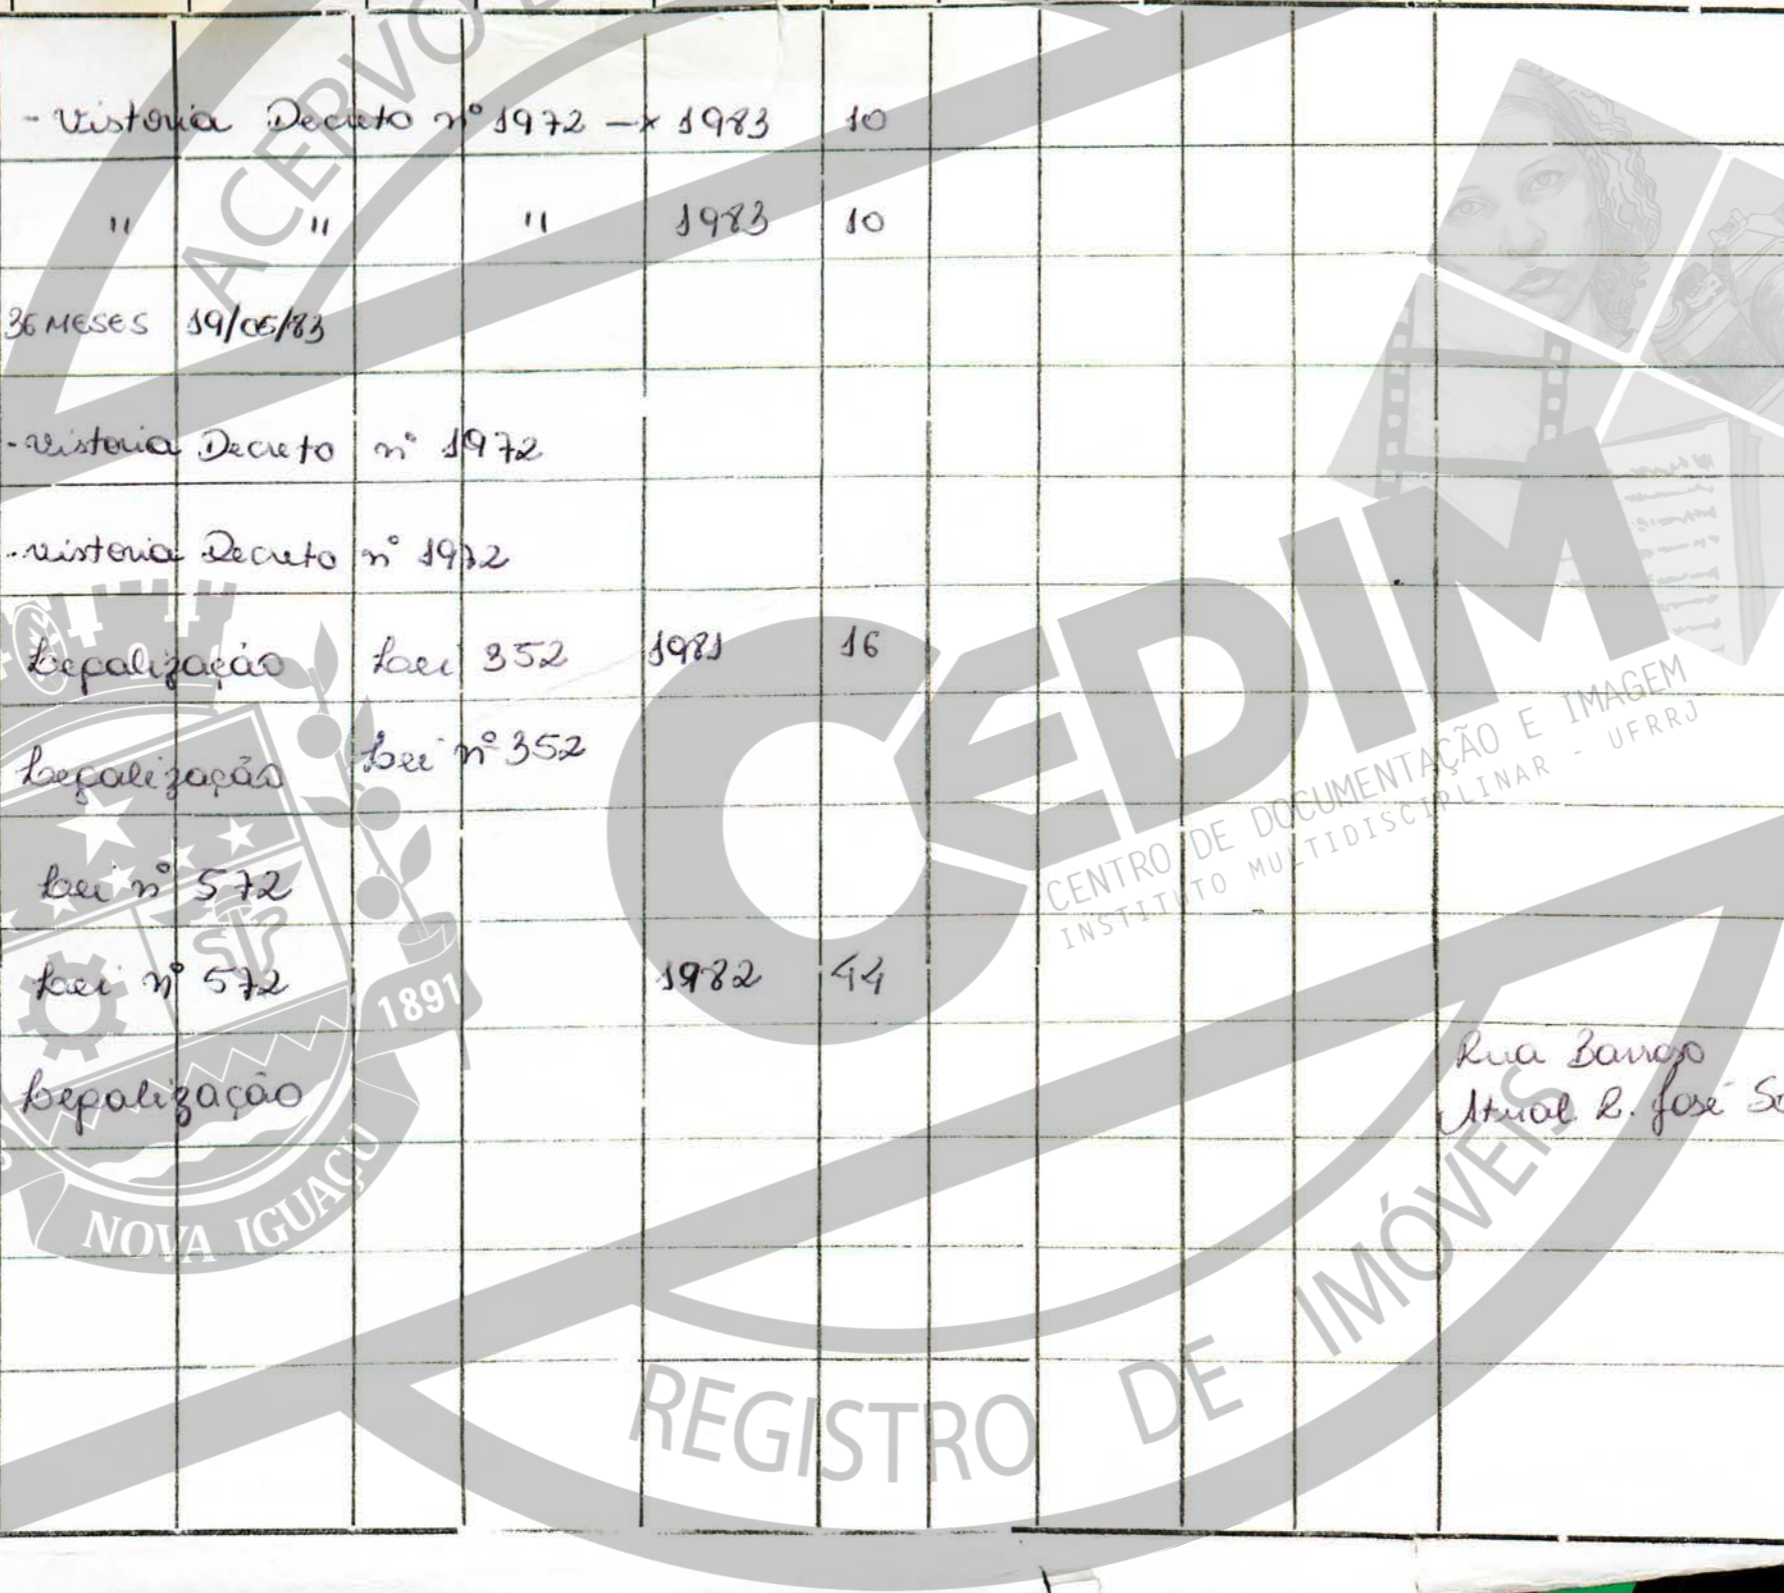 - Vistoria Decreto nº 1972 -x 1983 10
" " " 1983 10
36 MESES 19/05/83
- vistoria Decreto nº 1972
- vistoria Decreto nº 1972
Legalização Lei 352 1981 16
Legalização Lei nº 352
Lei nº 572
Lei nº 572 1982 44
Legalização
Rua Barroso
Atual R. José
ACERVO
CEDIM
CENTRO DE DOCUMENTAÇÃO E IMAGEM
INSTITUTO MULTIDISCIPLINAR - UFRRJ
1891
NOVA IGUAÇU
REGISTRO DE IMÓVEIS